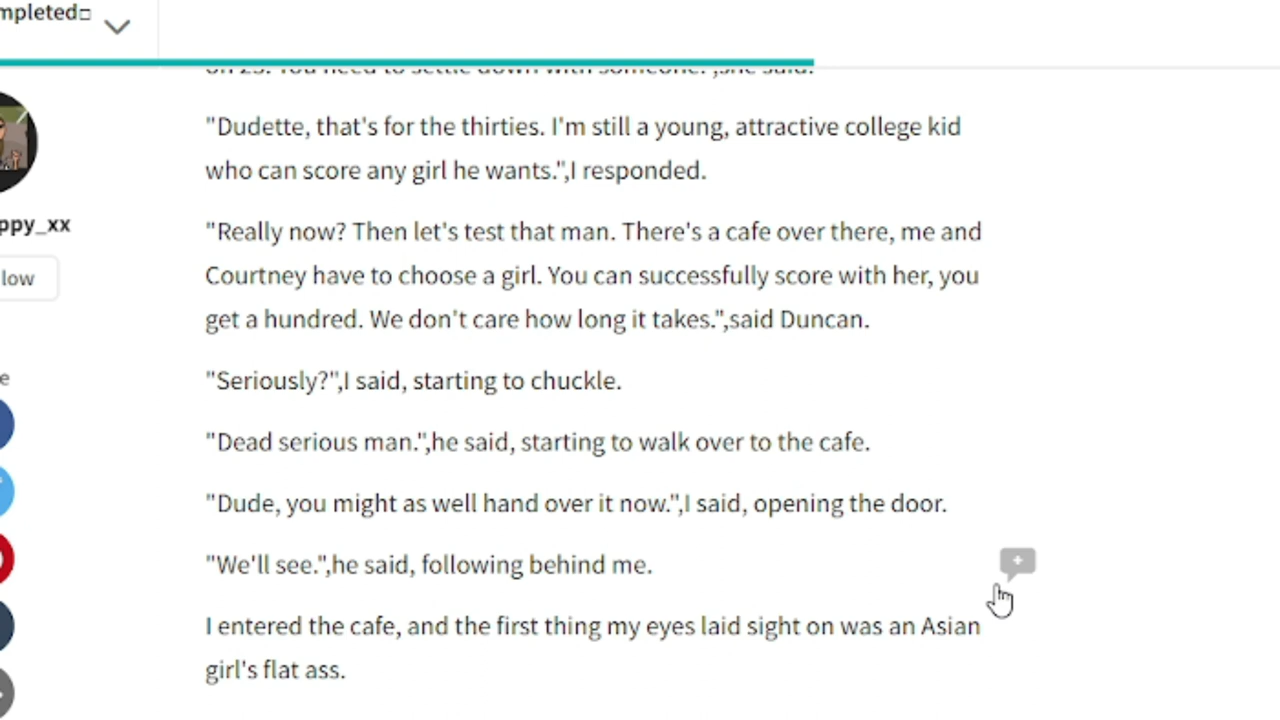 mpleted
"Dudette, that's for the thirties. I'm still a young, attractive college kid
who can score any girl he wants.",I responded.
ppy_xx
"Really now? Then let's test that man. There's a cafe over there, me and
low
Courtney have to choose a girl. You can successfully score with her, you
get a hundred. We don't care how long it takes.",said Duncan.
e
"Seriously?",I said, starting to chuckle.
"Dead serious man.",he said, starting to walk over to the cafe.
"Dude, you might as well hand over it now.",I said, opening the door.
"We'll see.",he said, following behind me.
I entered the cafe, and the first thing my eyes laid sight on was an Asian
girl's flat ass.